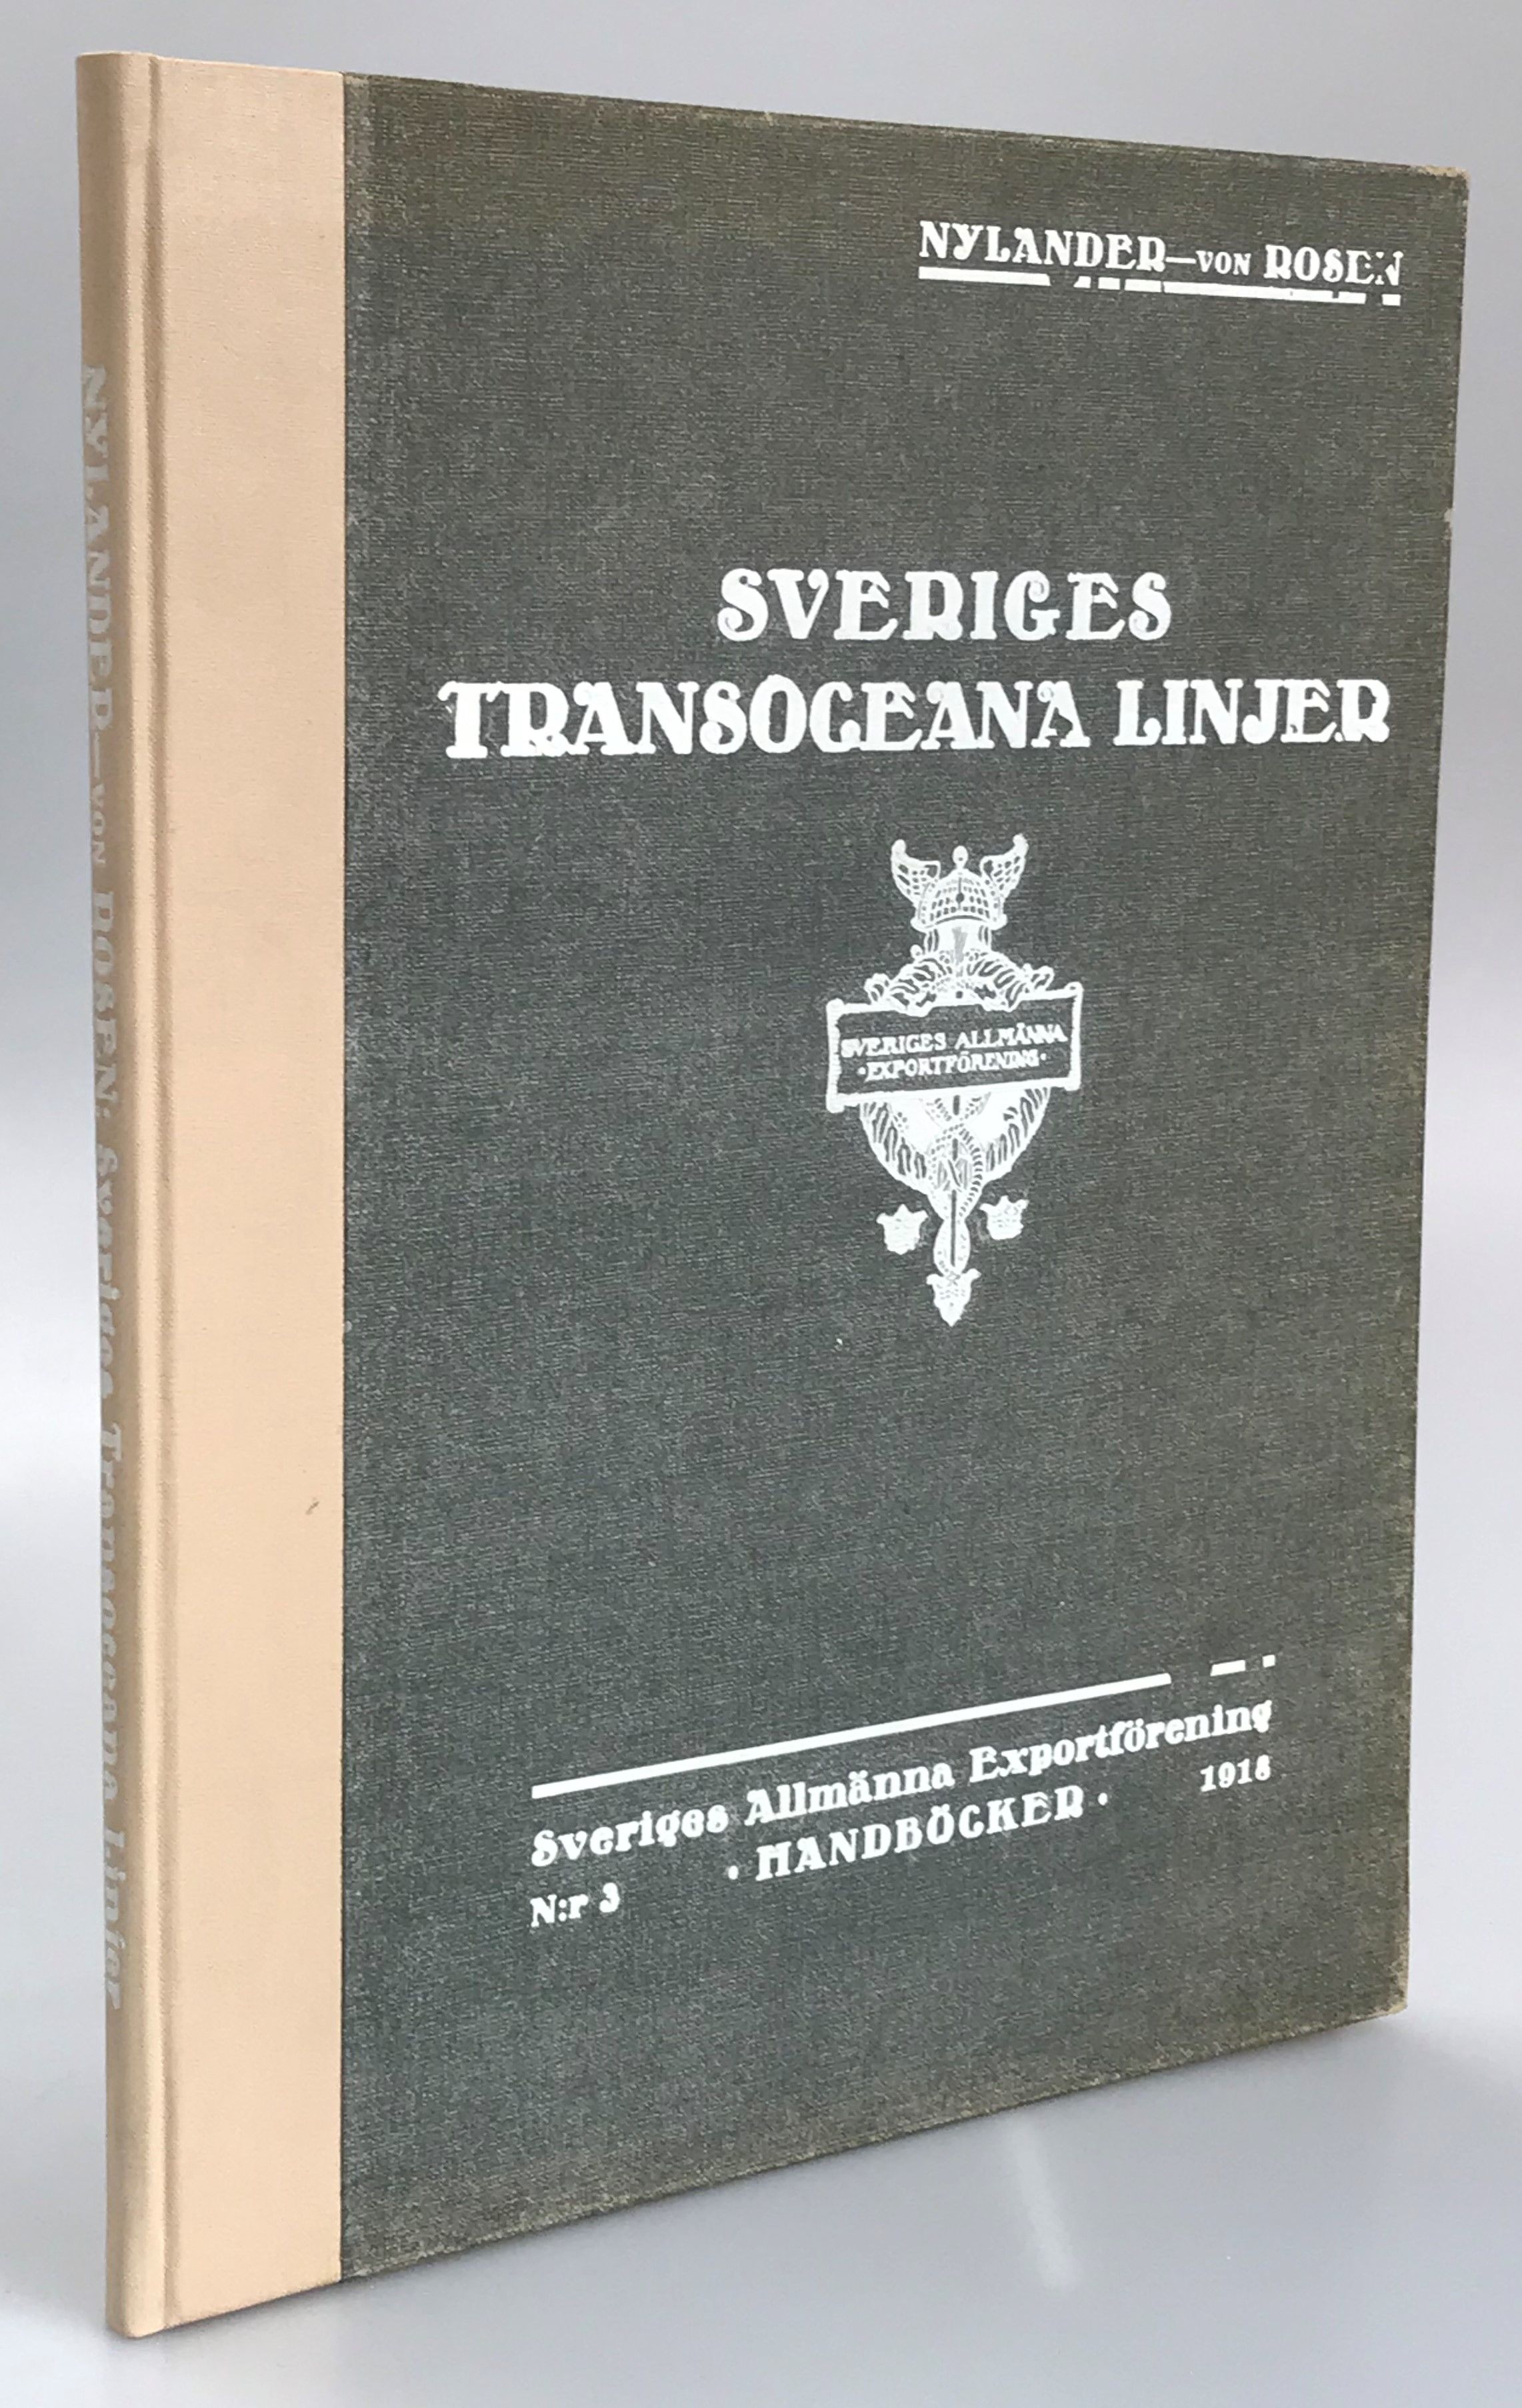 NYLANDER—VON ROSEN
SVERIGES
TRANSOCEANA LINJER
SVERIGES ALLMÄNNA
·EXPORTFÖRENING·
Sveriges Allmänna Exportförening
· HANDBÖCKER ·
N:r 3
1918
NYLANDER—VON ROSEN: Sveriges Transoceana Linjer